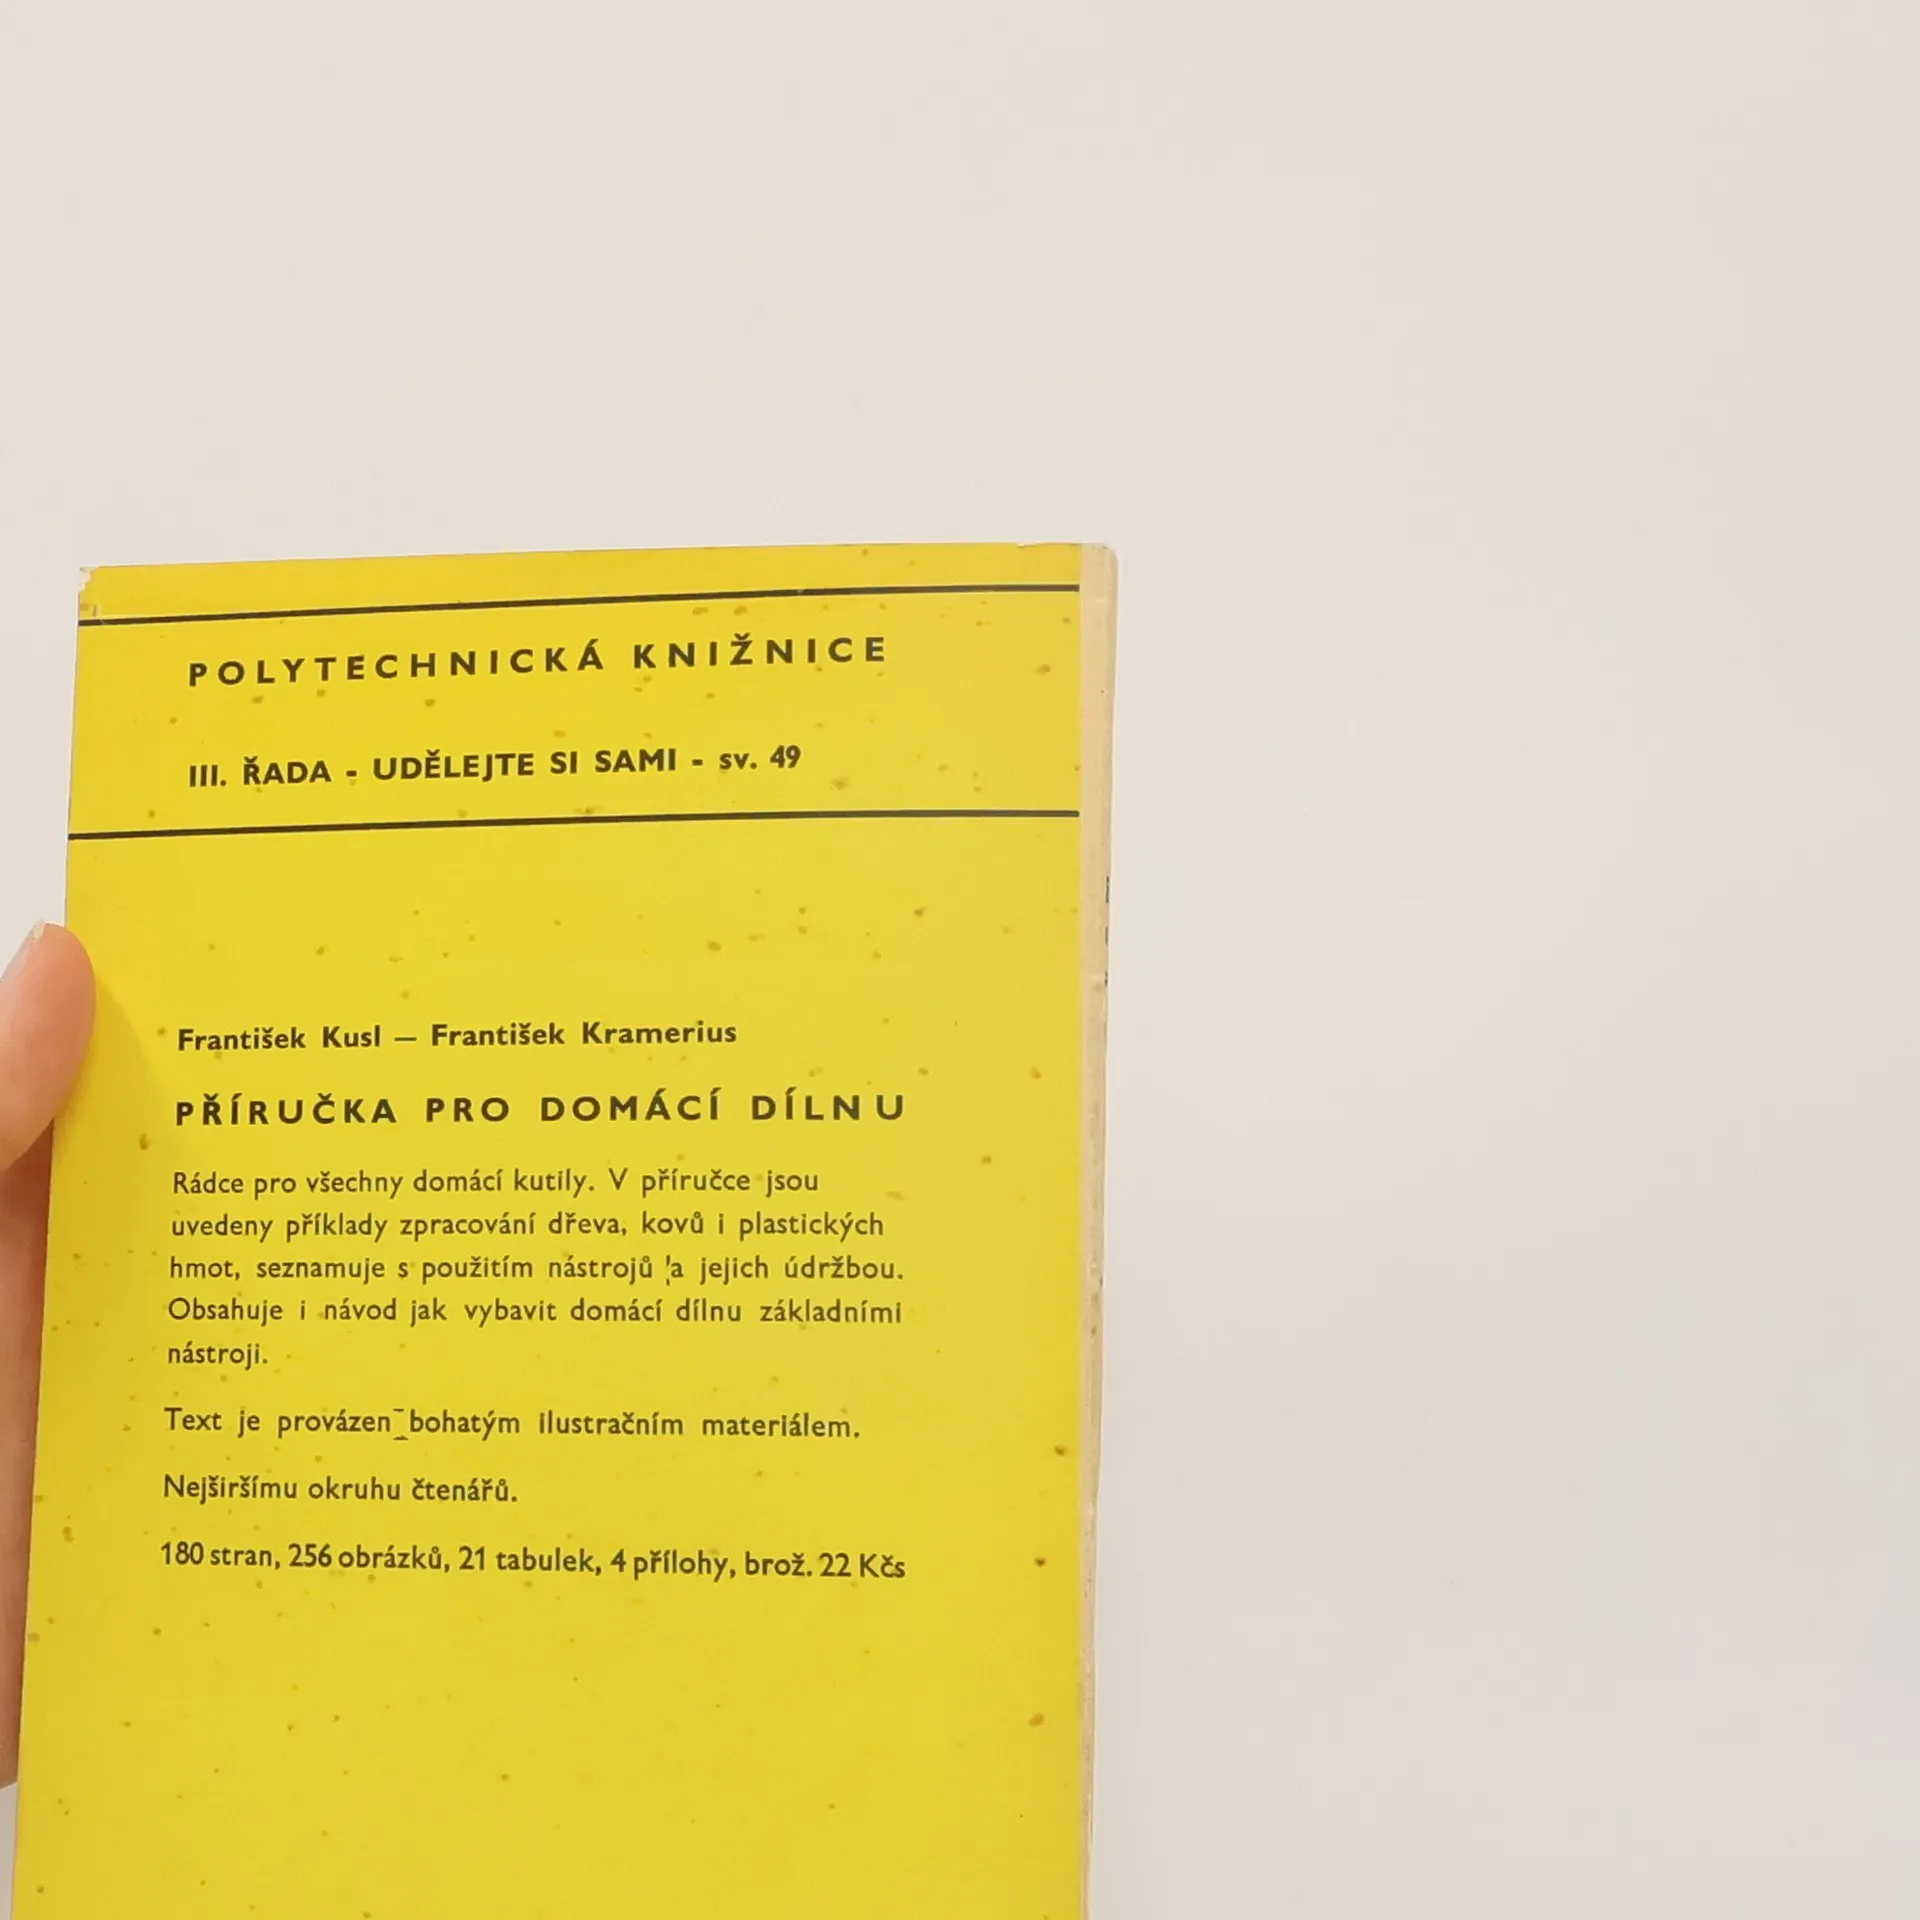 POLYTECHNICKÁ KNIŽNICE
III. ŘADA - UDĚLEJTE SI SAMI - sv. 49
František Kusl — František Kramerius
PŘÍRUČKA PRO DOMÁCÍ DÍLNU
Rádce pro všechny domácí kutily. V příručce jsou
uvedeny příklady zpracování dřeva, kovů i plastických
hmot, seznamuje s použitím nástrojů a jejich údržbou.
Obsahuje i návod jak vybavit domácí dílnu základními
nástroji.
Text je provázen bohatým ilustračním materiálem.
Nejširšímu okruhu čtenářů.
180 stran, 256 obrázků, 21 tabulek, 4 přílohy, brož. 22 Kčs